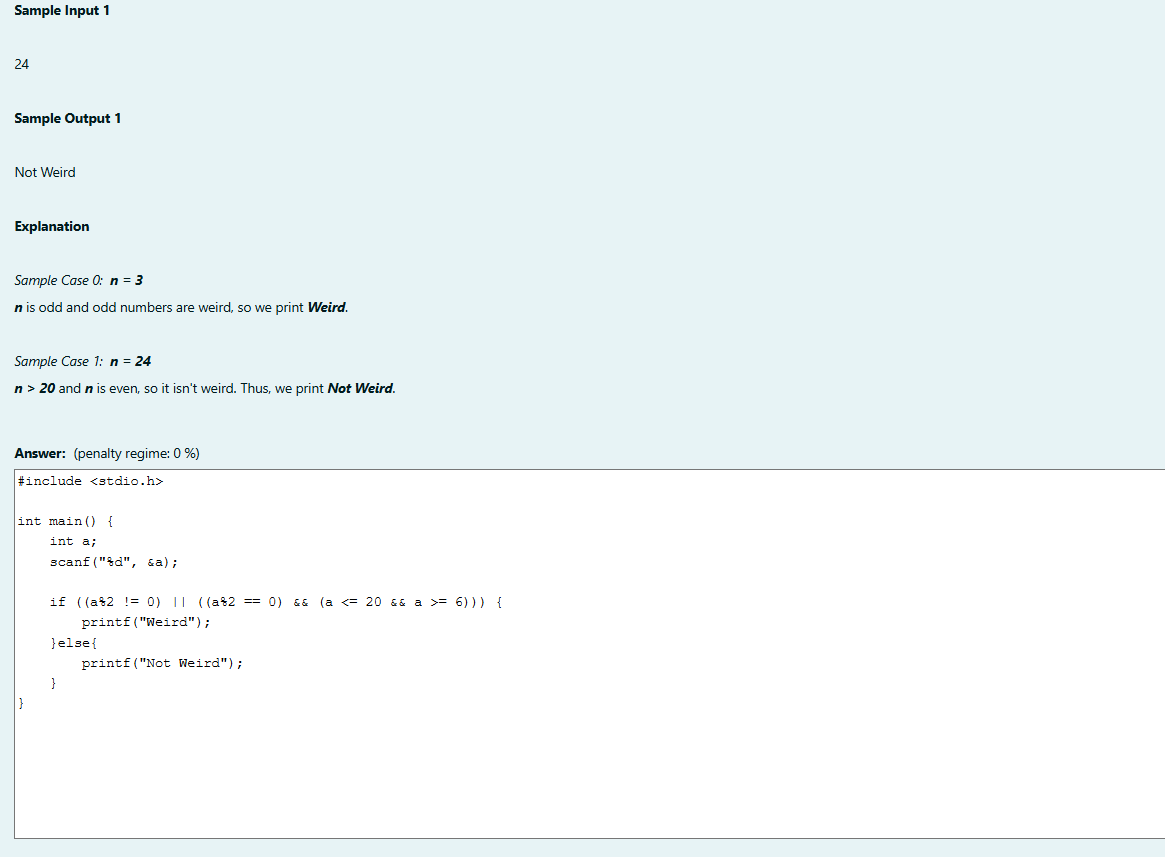 Sample Input 1
24
Sample Output 1
Not Weird
Explanation
Sample Case 0: n = 3
n is odd and odd numbers are weird, so we print Weird.
Sample Case 1: n = 24
n > 20 and n is even, so it isn't weird. Thus, we print Not Weird.
Answer: (penalty regime: 0 %)
#include <stdio.h>
int main() {
    int a;
    scanf("%d", &a);
    if ((a%2 != 0) || ((a%2 == 0) && (a <= 20 && a >= 6))) {
        printf("Weird");
    }else{
        printf("Not Weird");
    }
}